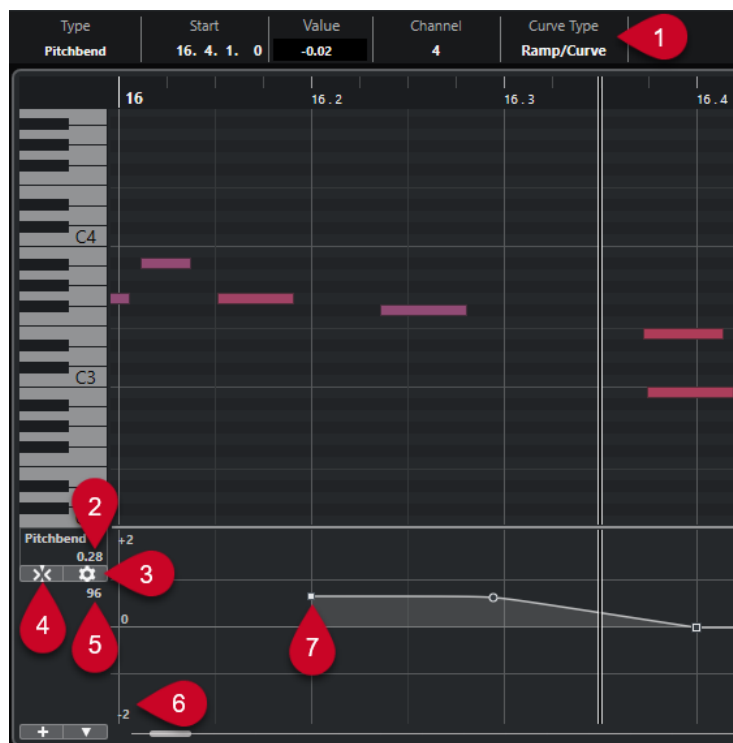 Type Start Value Channel Curve Type
Pitchbend 16. 4. 1. 0 -0.02 4 Ramp/Curve
1
16 16.2 16.3 16.4
C4
C3
2
Pitchbend +2
0.28
3
4
96
5
0
7
6
-2
+